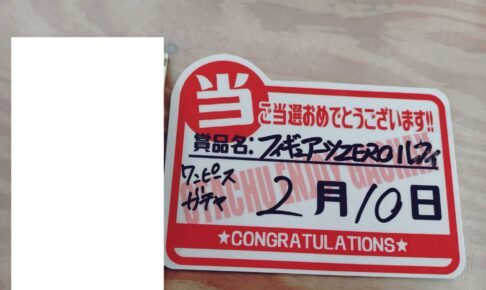 当
ご当選おめでとうございます!!
賞品名:フィギュアーツZEROルフィ
ワンピース
ガチャ
2月10日
★CONGRATULATIONS★